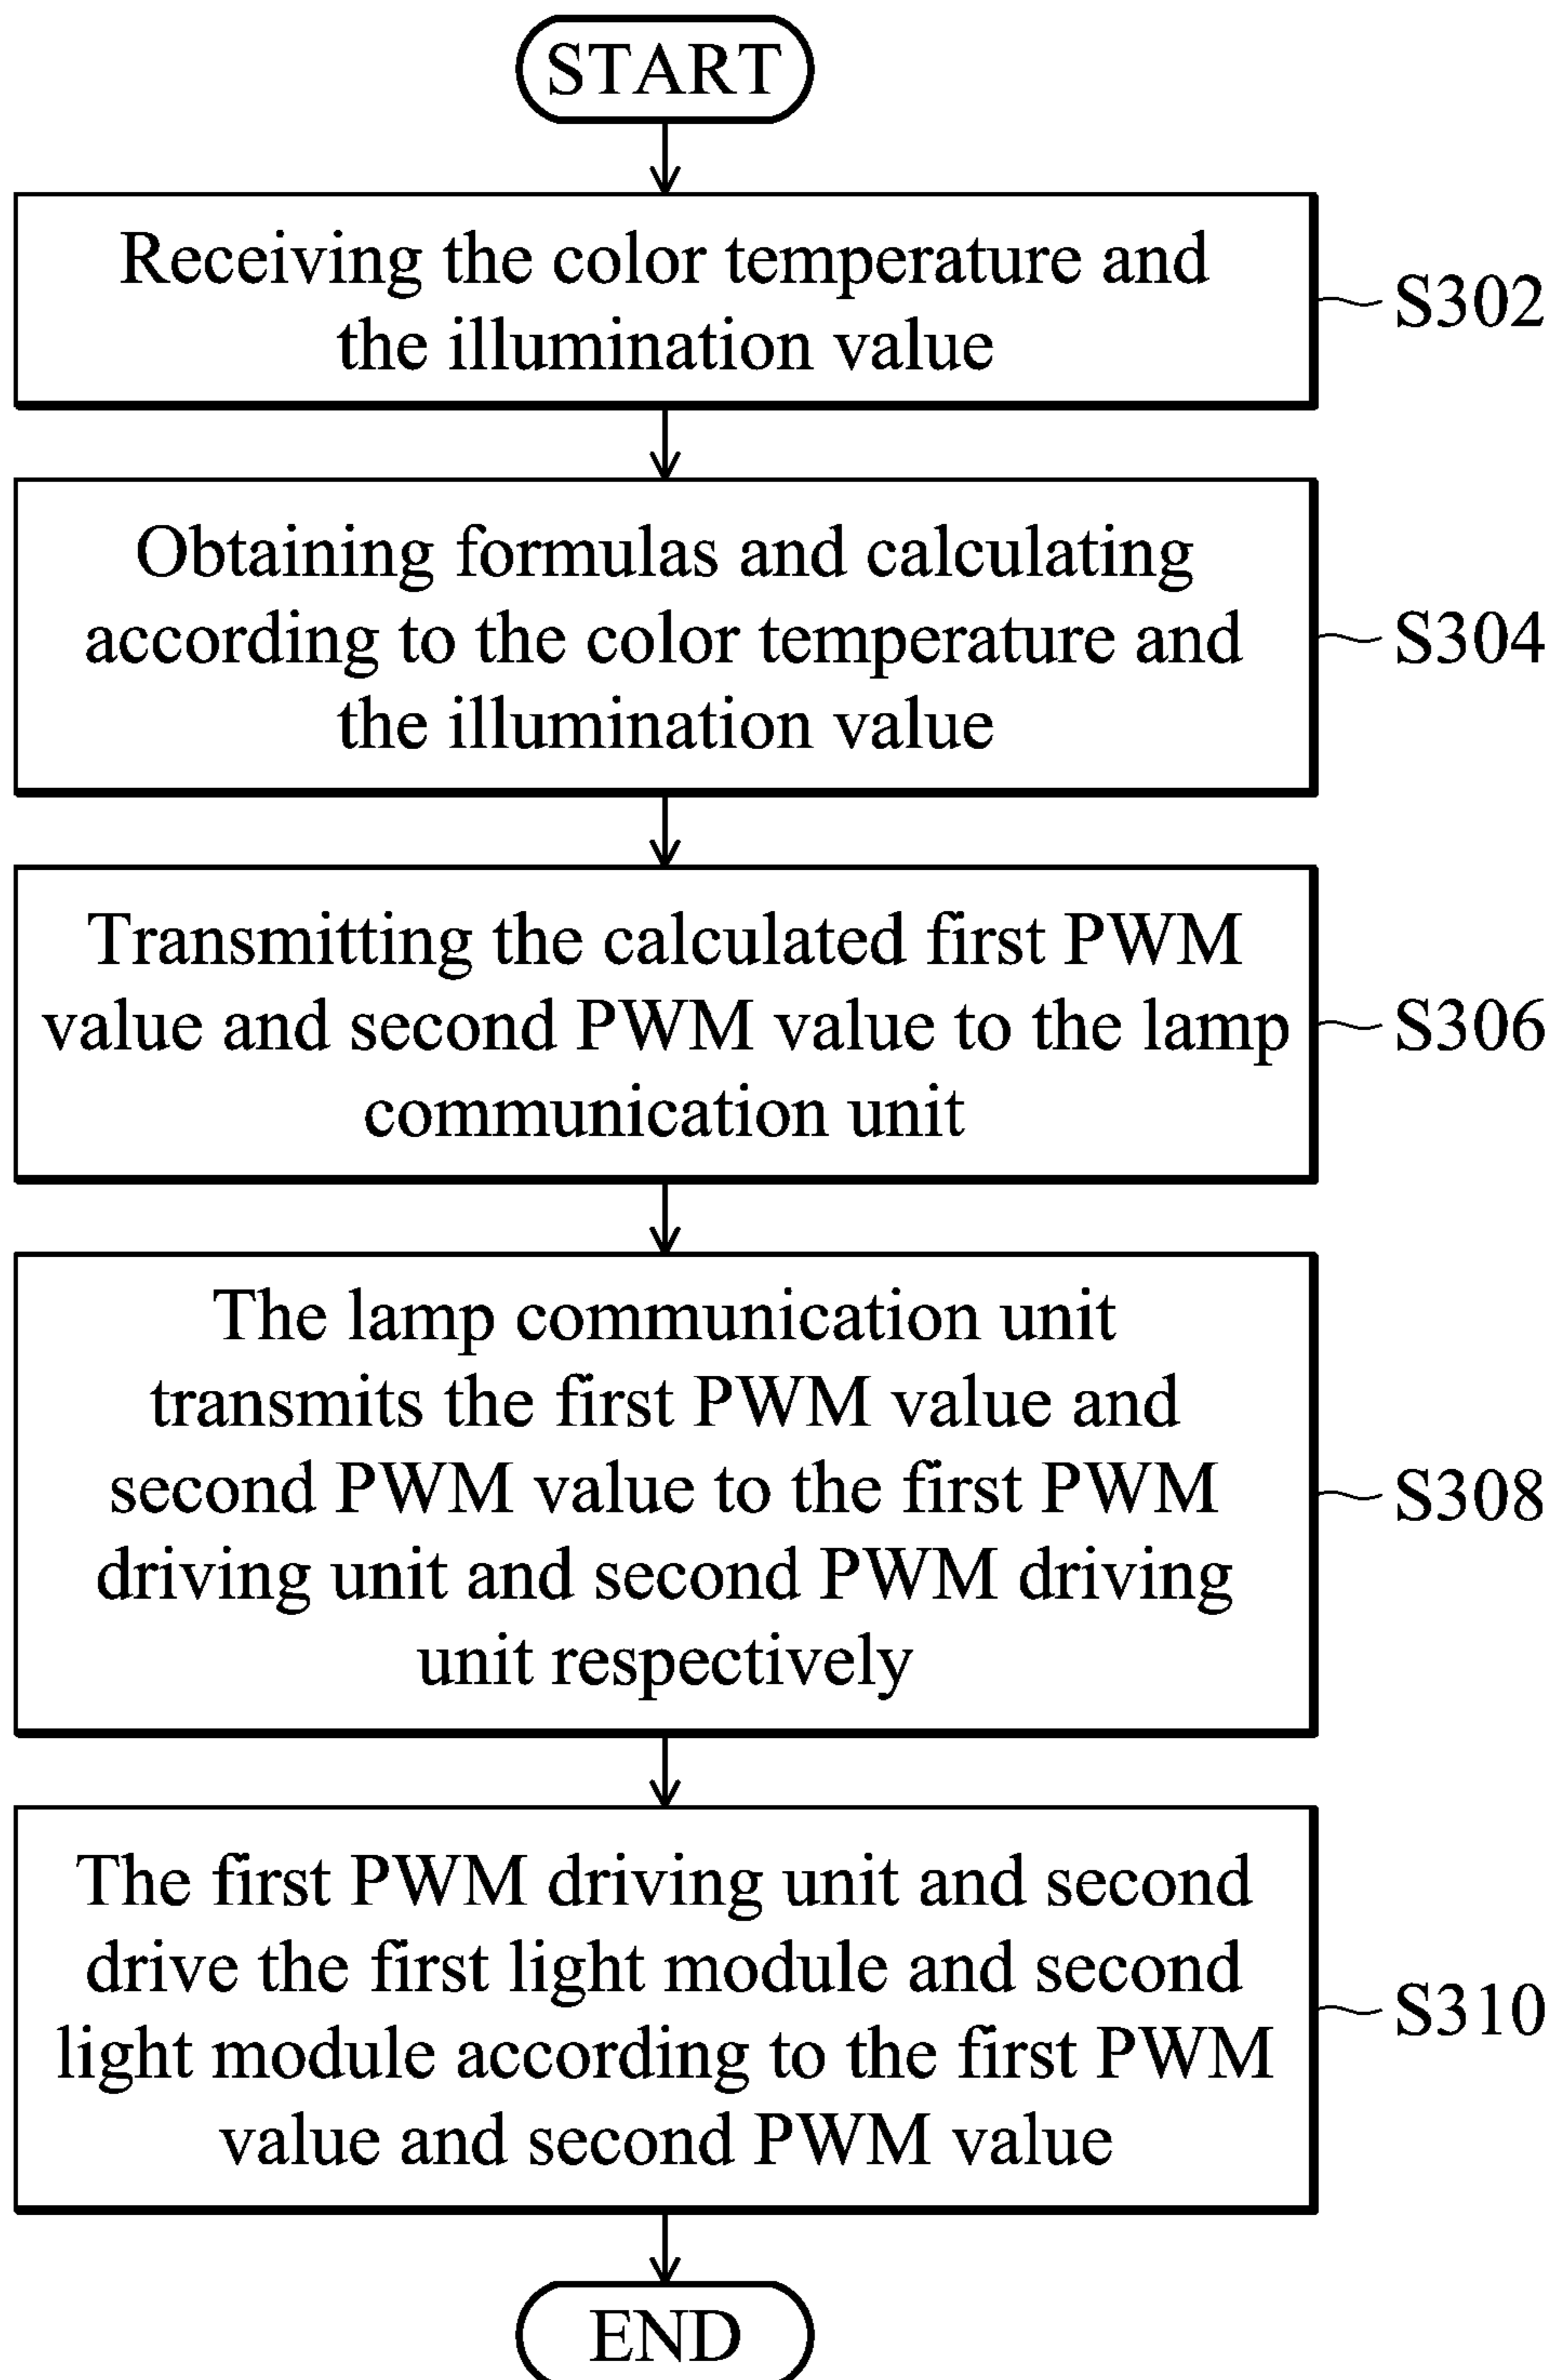 START
Receiving the color temperature and
the illumination value
S302
Obtaining formulas and calculating
according to the color temperature and
the illumination value
S304
Transmitting the calculated first PWM
value and second PWM value to the lamp
communication unit
S306
The lamp communication unit
transmits the first PWM value and
second PWM value to the first PWM
driving unit and second PWM driving
unit respectively
S308
The first PWM driving unit and second
drive the first light module and second
light module according to the first PWM
value and second PWM value
S310
END